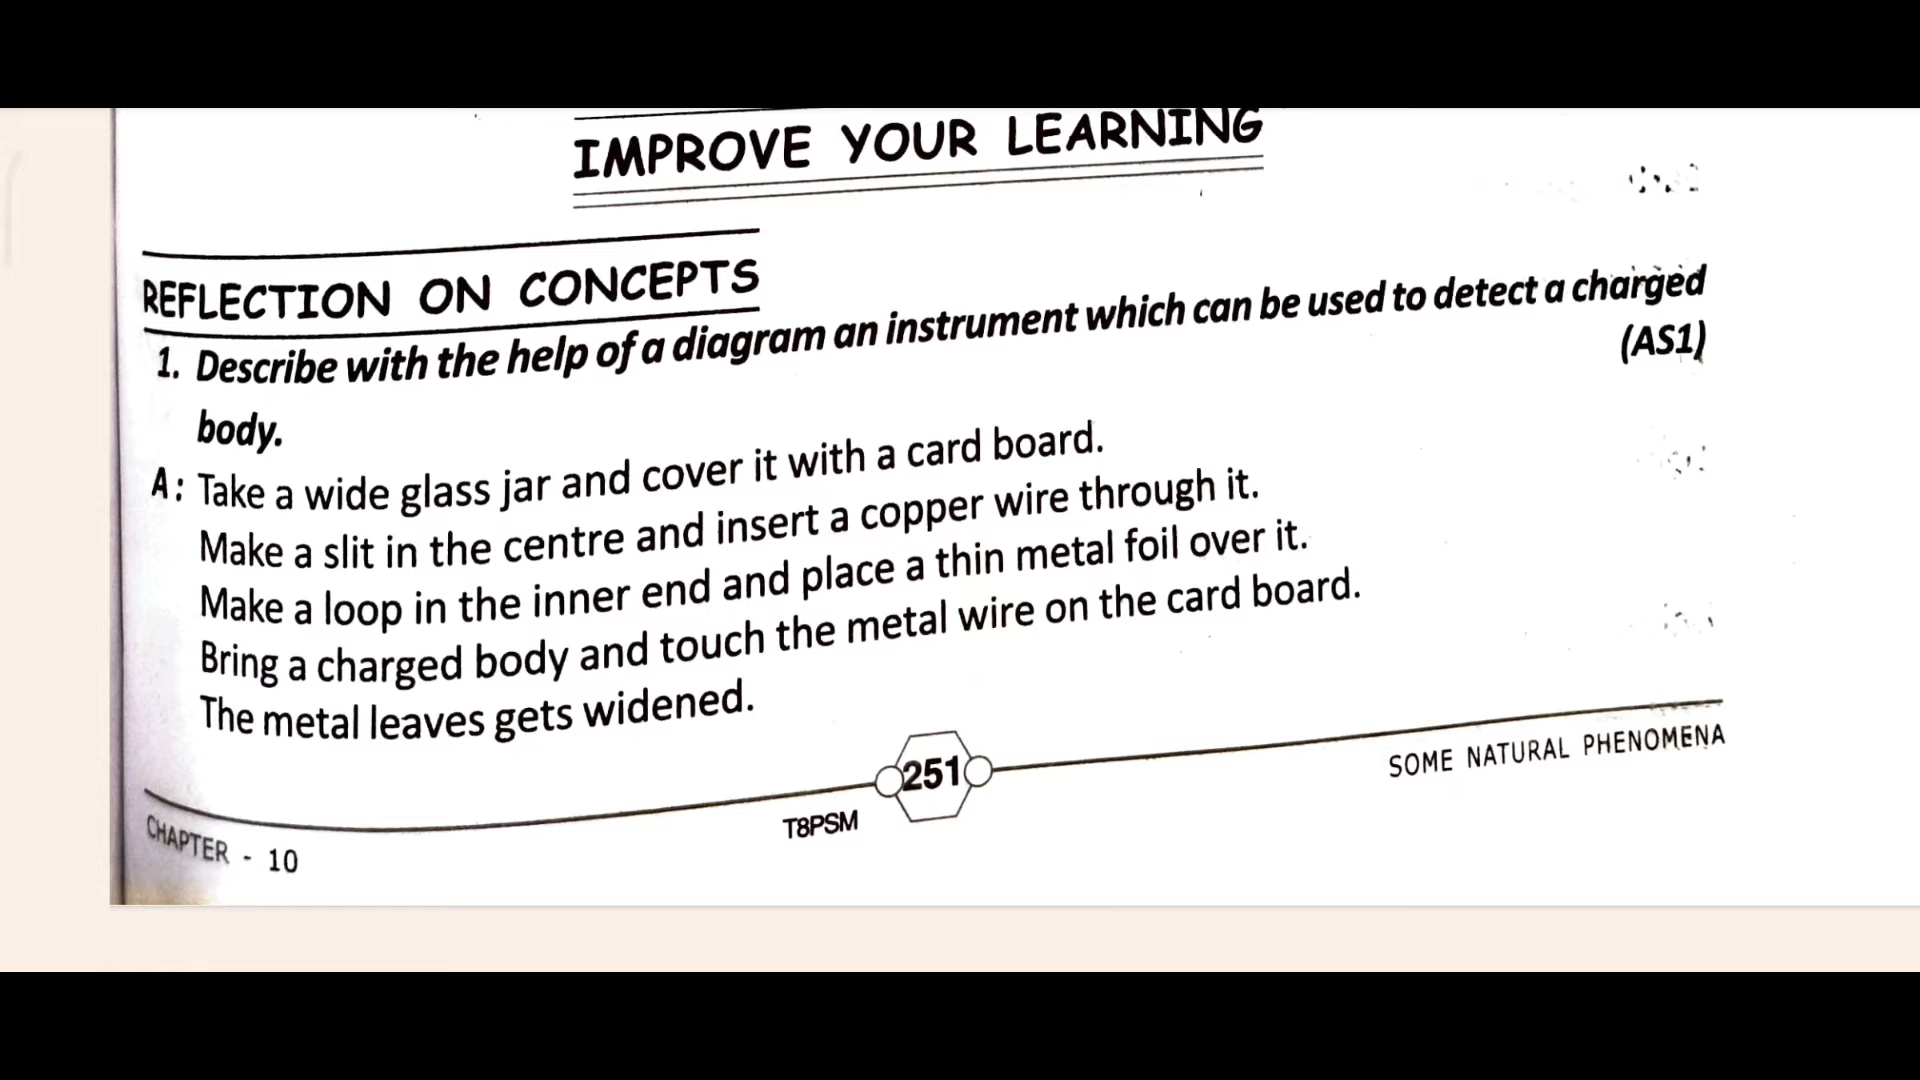 IMPROVE YOUR LEARNING
REFLECTION ON CONCEPTS
1. Describe with the help of a diagram an instrument which can be used to detect a charged
body. (AS1)
A: Take a wide glass jar and cover it with a card board.
Make a slit in the centre and insert a copper wire through it.
Make a loop in the inner end and place a thin metal foil over it.
Bring a charged body and touch the metal wire on the card board.
The metal leaves gets widened.
CHAPTER - 10
T8PSM
251
SOME NATURAL PHENOMENA